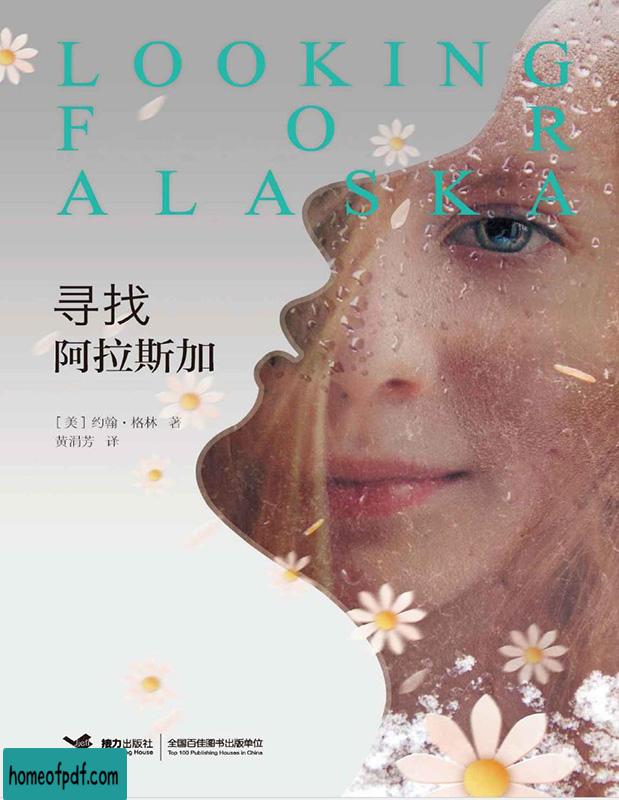 LOOKING
FOR
ALASKA
寻找
阿拉斯加
［美］约翰·格林 著
黄涓芳 译
接力出版社
全国百佳图书出版单位
House
Top 100 Publishing Houses in China
homeofpdf.com